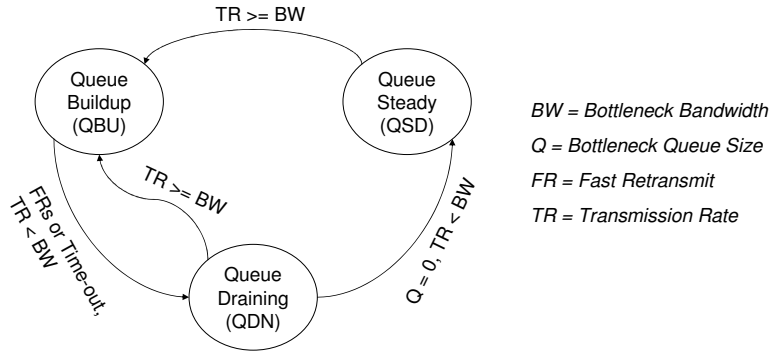 TR >= BW
Queue
Buildup
(QBU)
Queue
Steady
(QSD)
BW = Bottleneck Bandwidth
Q = Bottleneck Queue Size
FR = Fast Retransmit
TR = Transmission Rate
TR >= BW
FRs or Time-out,
TR < BW
Q = 0, TR < BW
Queue
Draining
(QDN)